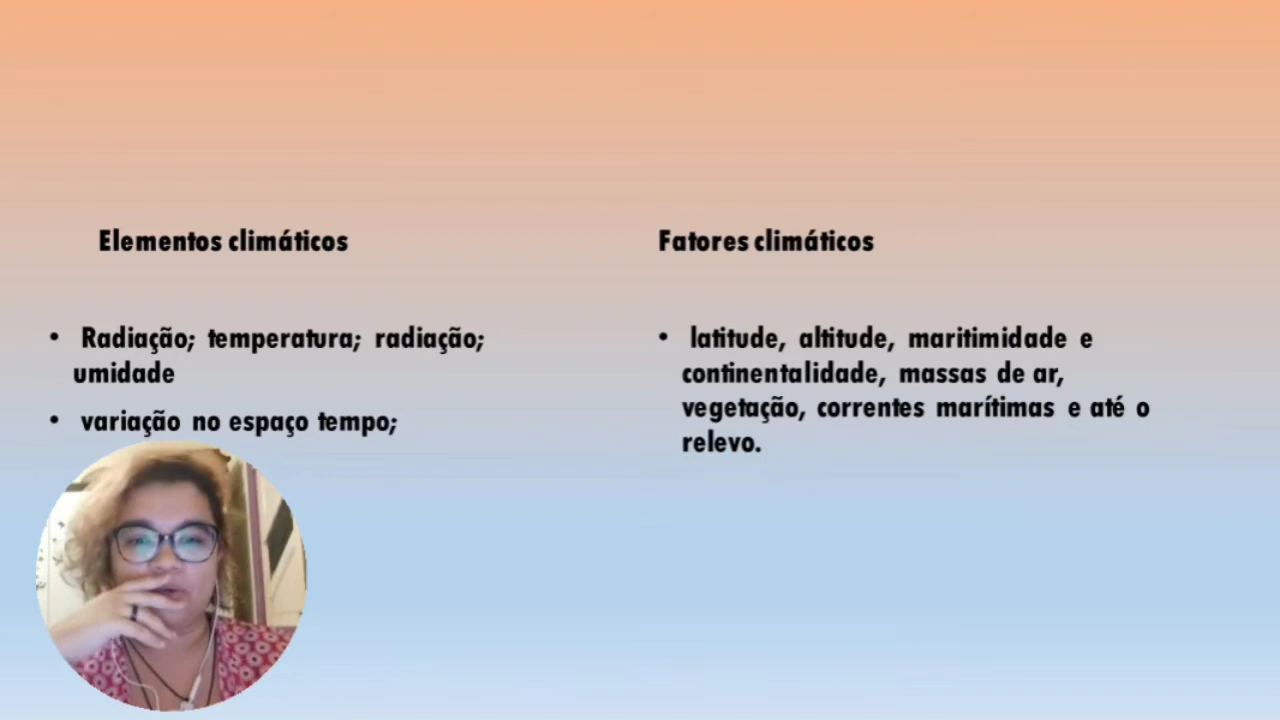 Elementos climáticos
• Radiação; temperatura; radiação;
umidade
• variação no espaço tempo;
Fatores climáticos
• latitude, altitude, maritimidade e
continentalidade, massas de ar,
vegetação, correntes marítimas e até o
relevo.